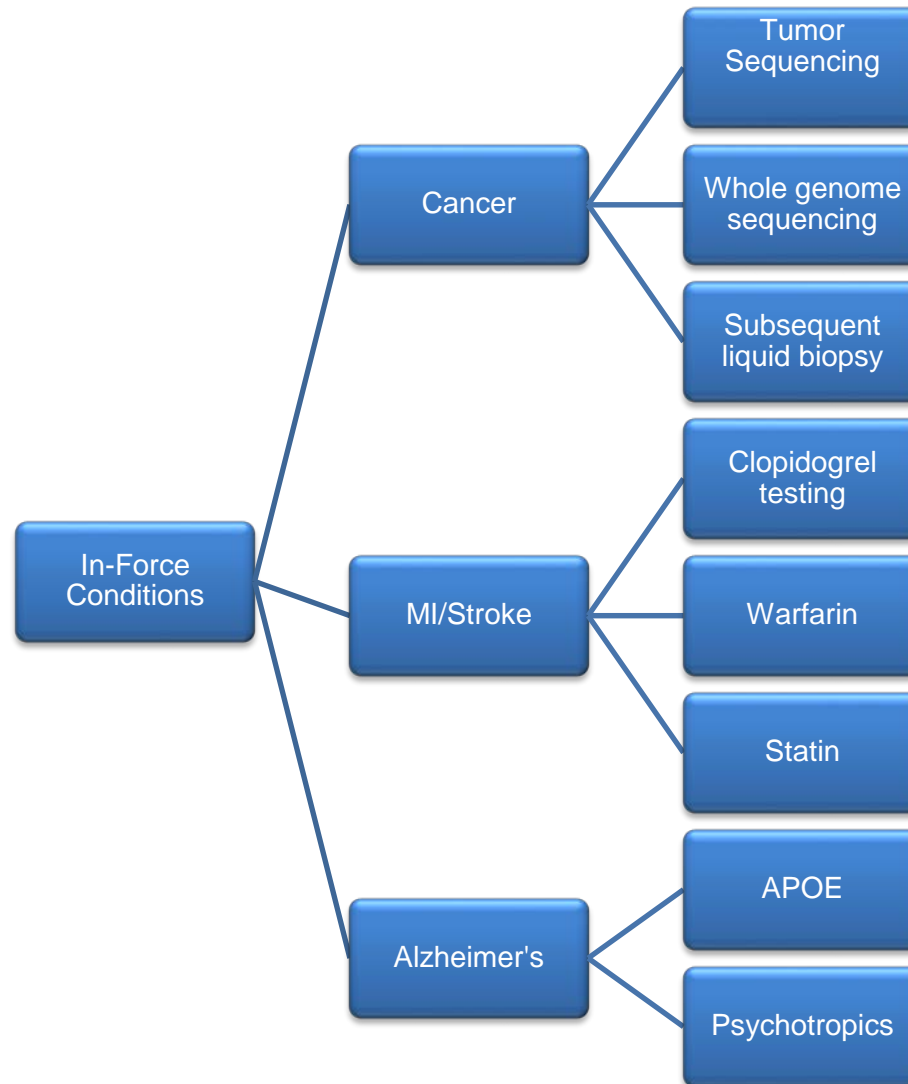 Tumor
Sequencing
Cancer
Whole genome
sequencing
Subsequent
liquid biopsy
Clopidogrel
testing
In-Force
Conditions
MI/Stroke
Warfarin
Statin
APOE
Alzheimer's
Psychotropics